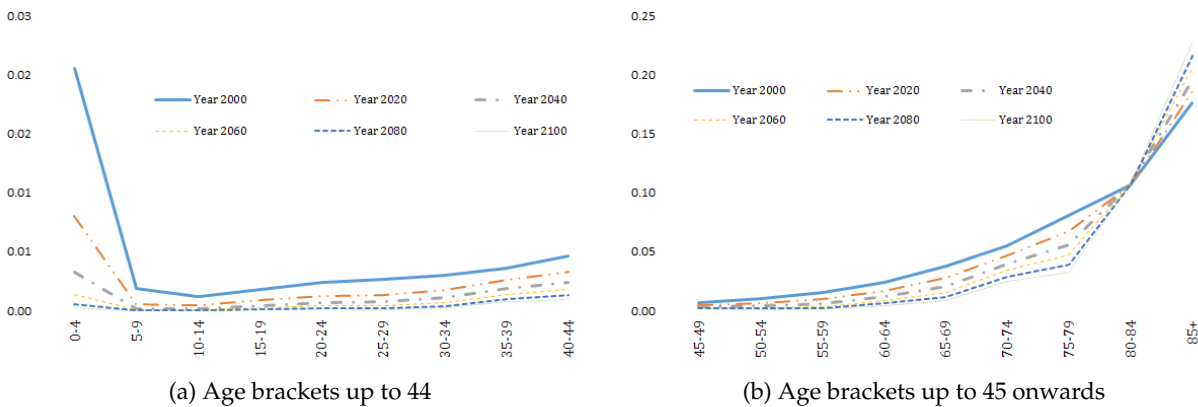 0.03
0.02
0.02
0.01
0.01
0.00
Year 2000 Year 2020 Year 2040
Year 2060 Year 2080 Year 2100
0-4 5-9 10-14 15-19 20-24 25-29 30-34 35-39 40-44
(a) Age brackets up to 44
0.25
0.20
0.15
0.10
0.05
0.00
Year 2000 Year 2020 Year 2040
Year 2060 Year 2080 Year 2100
45-49 50-54 55-59 60-64 65-69 70-74 75-79 80-84 85+
(b) Age brackets up to 45 onwards